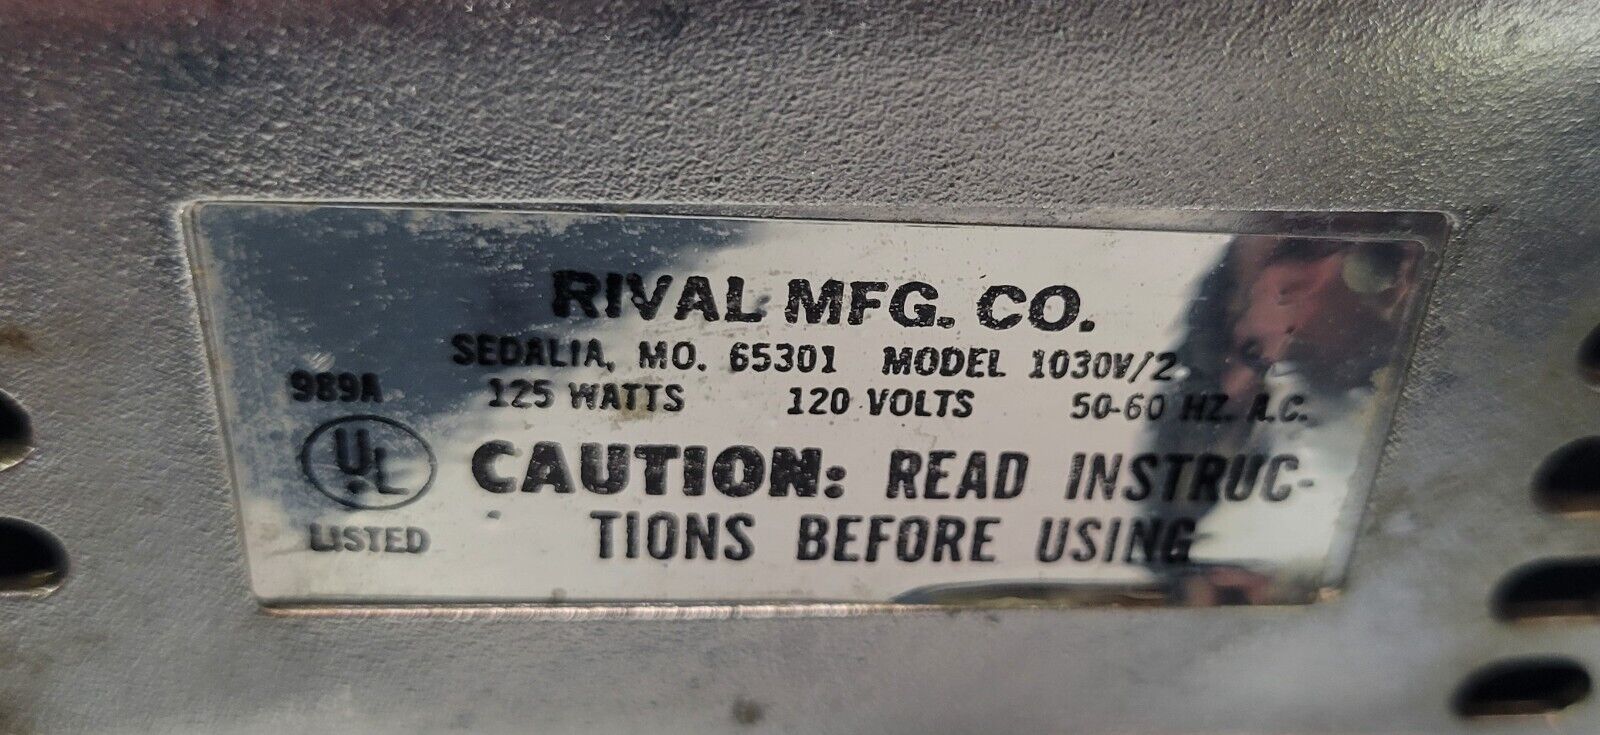 RIVAL MFG. CO.
SEDALIA, MO. 65301 MODEL 1030V/2
989A 125 WATTS 120 VOLTS 50-60 HZ. A.C.
UL
LISTED
CAUTION: READ INSTRUC-
TIONS BEFORE USING